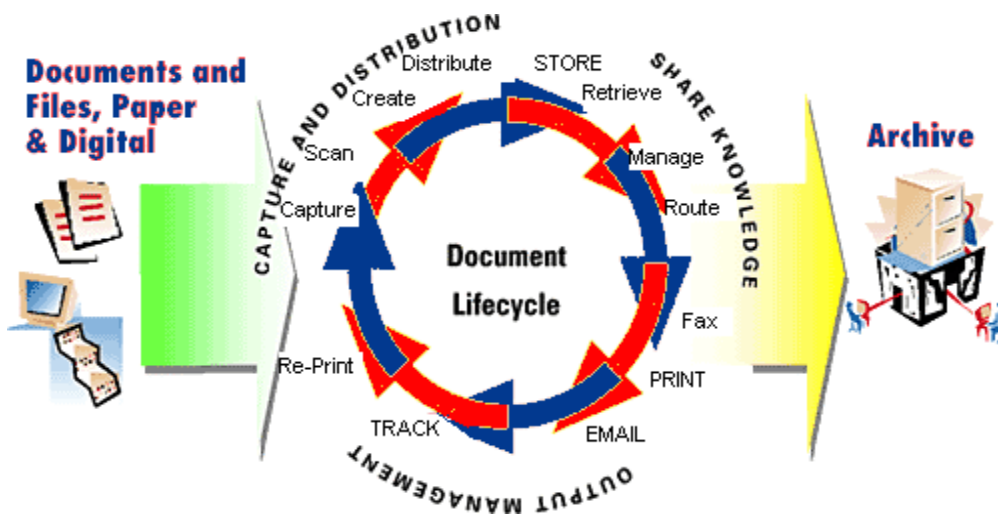 Documents and
Files, Paper
& Digital
CAPTURE AND DISTRIBUTION
Distribute
Create
Scan
Capture
STORE
Retrieve
Manage
Route
SHARE KNOWLEDGE
Document
Lifecycle
Fax
PRINT
EMAIL
TRACK
Re-Print
OUTPUT MANAGEMENT
Archive